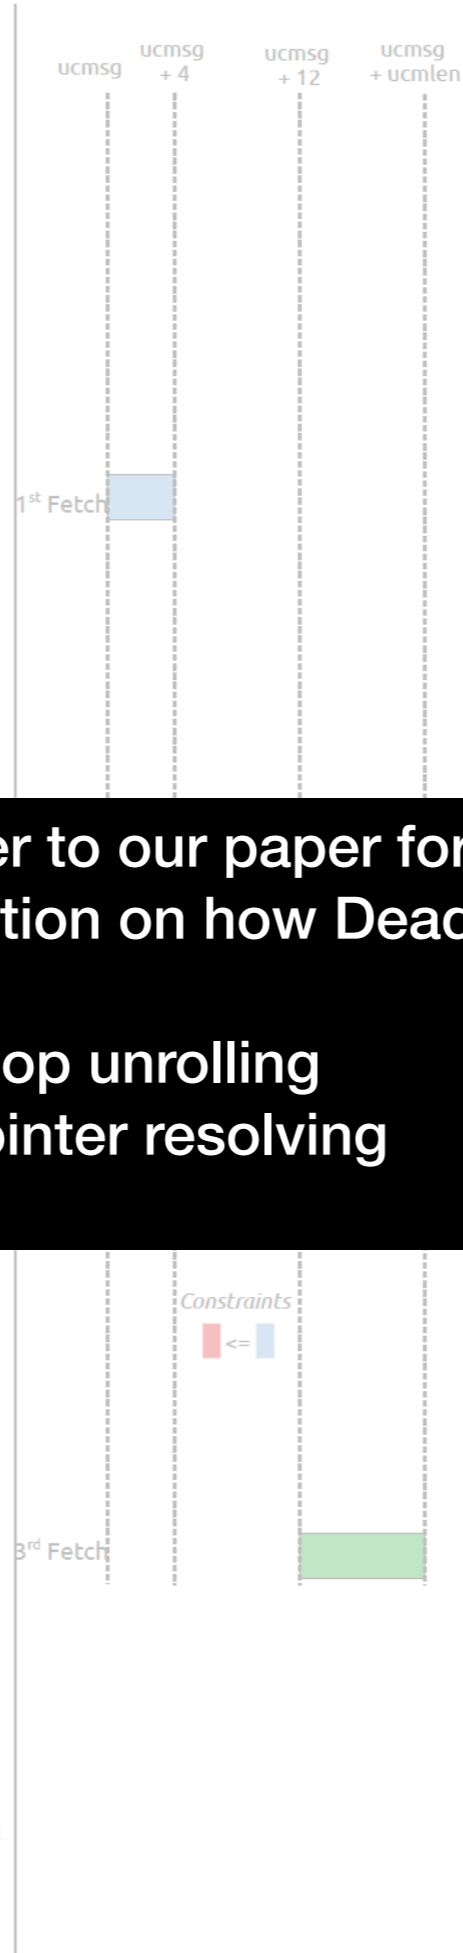 ucmsg
ucmsg + 4
ucmsg + 12
ucmsg + ucmlen
1st Fetch
er to our paper for
tion on how Dead
op unrolling
ointer resolving
Constraints
<=
3rd Fetch